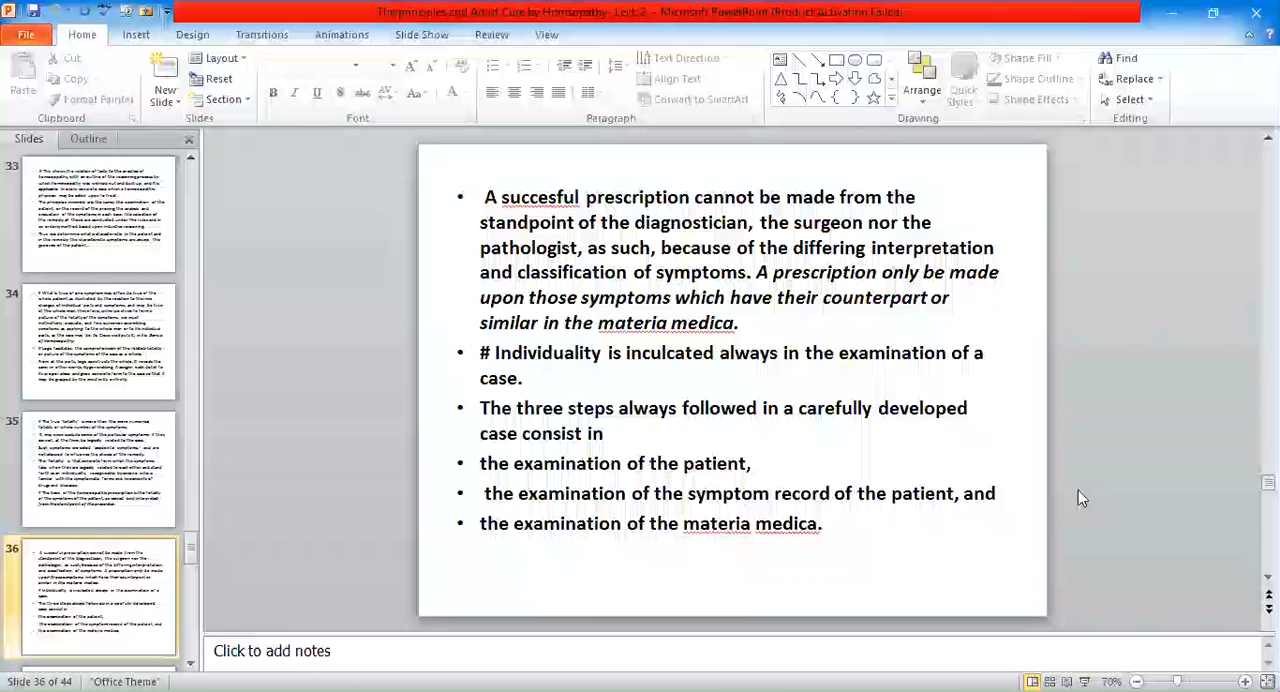 The principles and Art of Cure by Homoeopathy- Lect. 2 - Microsoft PowerPoint (Product Activation Failed)
File Home Insert Design Transitions Animations Slide Show Review View
Cut
Copy
Format Painter
Paste
Clipboard
New
Slide
Layout
Reset
Section
Slides
B I U S abc AV Aa A
Font
Text Direction
Align Text
Convert to SmartArt
Paragraph
Arrange
Quick
Styles
Shape Fill
Shape Outline
Shape Effects
Drawing
Find
Replace
Select
Editing
Slides Outline
33
34
35
36
• A succesful prescription cannot be made from the
standpoint of the diagnostician, the surgeon nor the
pathologist, as such, because of the differing interpretation
and classification of symptoms. A prescription only be made
upon those symptoms which have their counterpart or
similar in the materia medica.
• # Individuality is inculcated always in the examination of a
case.
• The three steps always followed in a carefully developed
case consist in
• the examination of the patient,
• the examination of the symptom record of the patient, and
• the examination of the materia medica.
Click to add notes
Slide 36 of 44 "Office Theme" 70%